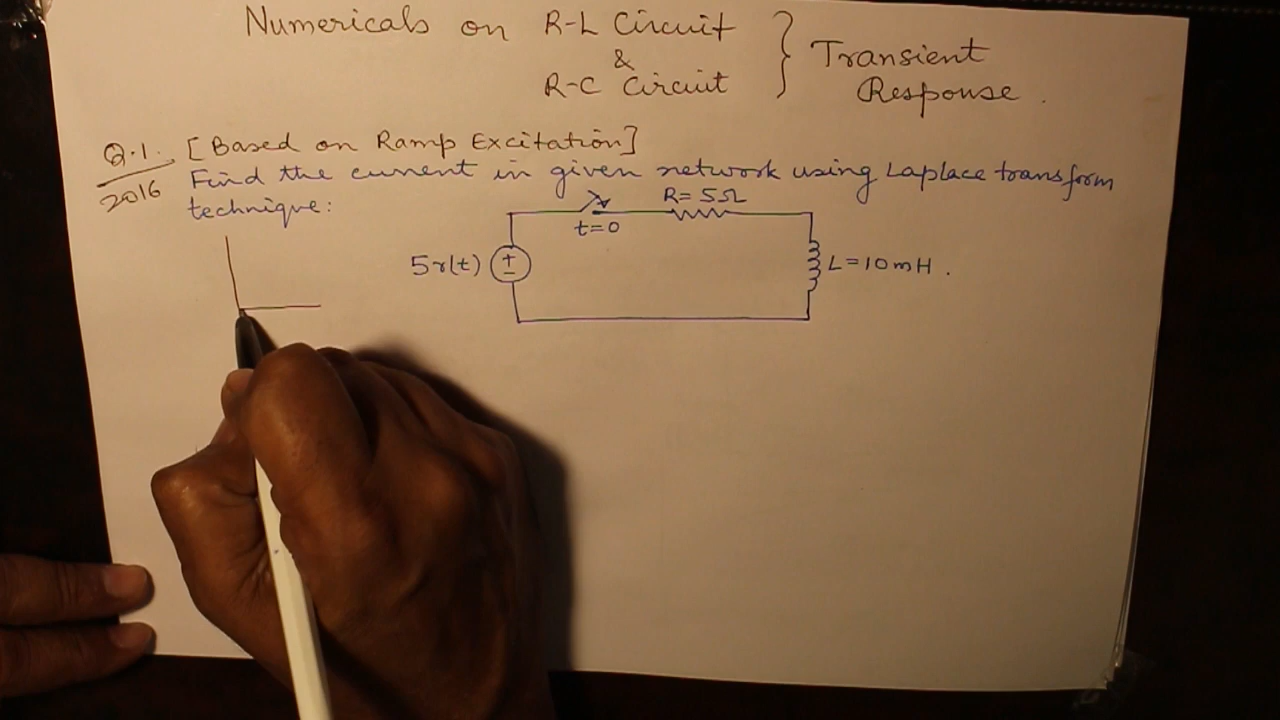 Numericals on R-L Circuit
&
R-C Circuit
} Transient
Response.
Q.1. [Based on Ramp Excitation]
2016 Find the current in given network using Laplace transform
technique:
R=5Ω
t=0
5r(t)
+
−
L=10mH.